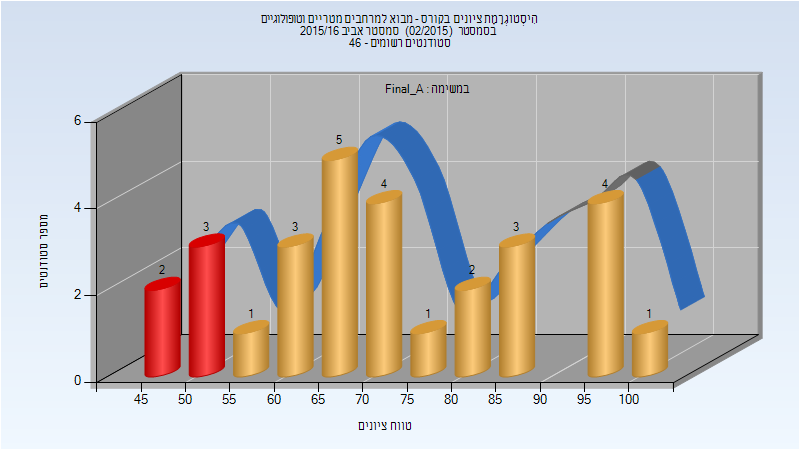 היסטוגרמת ציונים בקורס - מבוא למרחבים מטריים וטופולוגיים
בסמסטר (02/2015) סמסטר אביב 2015/16
סטודנטים רשומים - 46
במשימה : Final_A
6
4
2
0
מספר סטודנטים
2
3
1
3
5
4
1
2
3
4
1
45 50 55 60 65 70 75 80 85 90 95 100
טווח ציונים